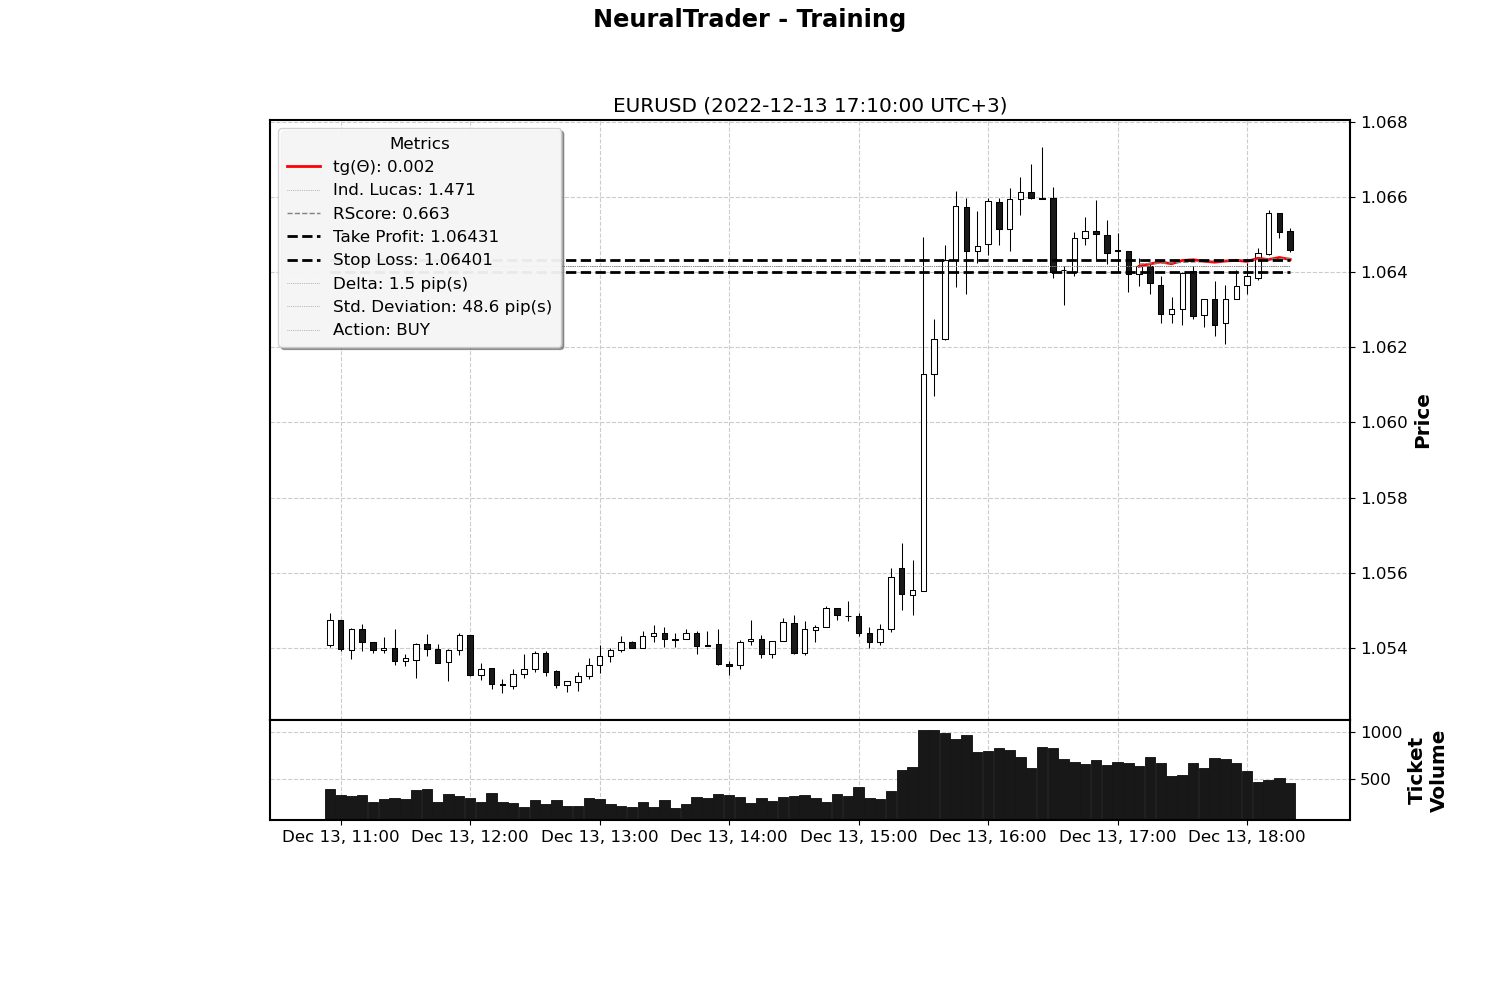 NeuralTrader - Training
EURUSD (2022-12-13 17:10:00 UTC+3)
Metrics
tg(Θ): 0.002
Ind. Lucas: 1.471
RScore: 0.663
Take Profit: 1.06431
Stop Loss: 1.06401
Delta: 1.5 pip(s)
Std. Deviation: 48.6 pip(s)
Action: BUY
1.068
1.066
1.064
1.062
1.060
1.058
1.056
1.054
Price
1000
500
Ticket
Volume
Dec 13, 11:00 Dec 13, 12:00 Dec 13, 13:00 Dec 13, 14:00 Dec 13, 15:00 Dec 13, 16:00 Dec 13, 17:00 Dec 13, 18:00